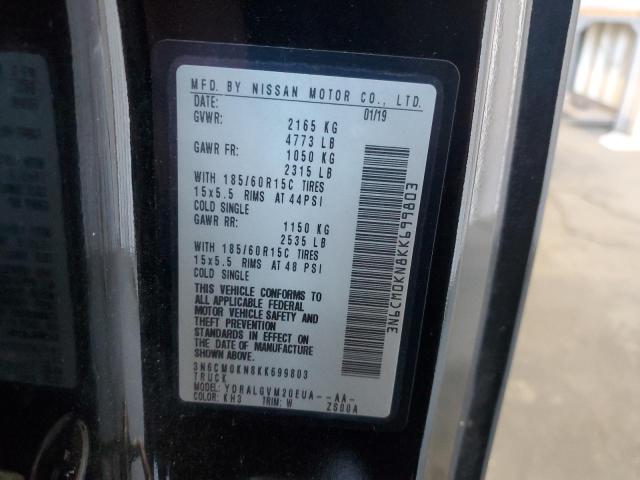 MFD. BY NISSAN MOTOR CO., LTD.
DATE: 01/19
GVWR: 2165 KG
4773 LB
GAWR FR: 1050 KG
2315 LB
WITH 185/60R15C TIRES
15x5.5 RIMS AT 44PSI
COLD SINGLE
GAWR RR: 1150 KG
2535 LB
WITH 185/60R15C TIRES
15x5.5 RIMS AT 48 PSI
COLD SINGLE
THIS VEHICLE CONFORMS TO
ALL APPLICABLE FEDERAL
MOTOR VEHICLE SAFETY AND
THEFT PREVENTION
STANDARDS IN EFFECT ON
THE DATE OF MANUFACTURE
SHOWN ABOVE.
3N6CM0KN8KK699803
TRUCK
MODEL: YDRALGVM20EUA--AA-
COLOR: KH3 TRIM: W ZS00A
3N6CM0KN8KK699803